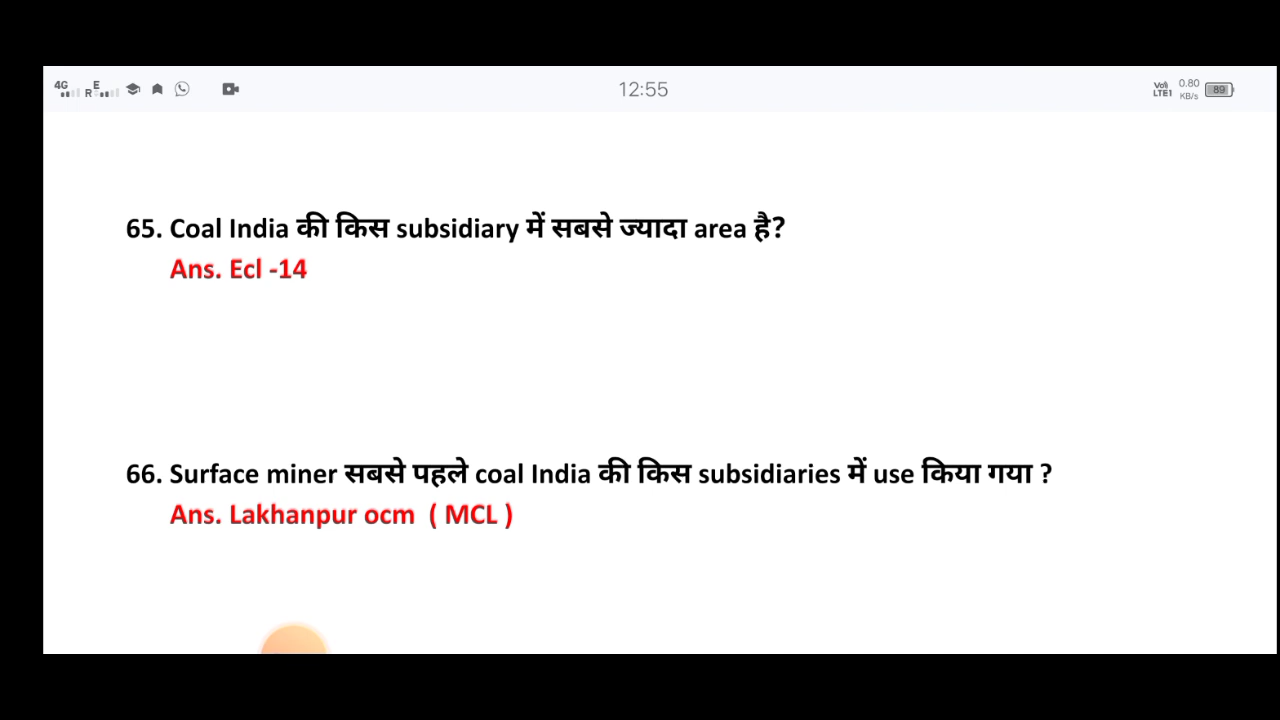 4G
R E
12:55
Vo))
LTE1
0.80
KB/s
89
65. Coal India की किस subsidiary में सबसे ज्यादा area है?
Ans. Ecl -14
66. Surface miner सबसे पहले coal India की किस subsidiaries में use किया गया ?
Ans. Lakhanpur ocm ( MCL )